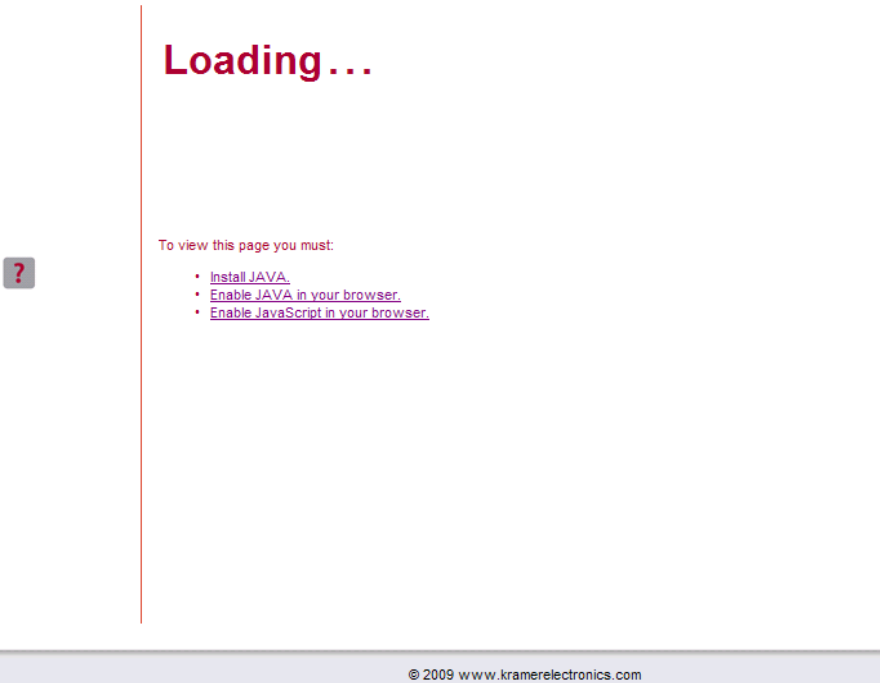 Loading...
?
To view this page you must:
• Install JAVA.
• Enable JAVA in your browser.
• Enable JavaScript in your browser.
© 2009 www.kramerelectronics.com